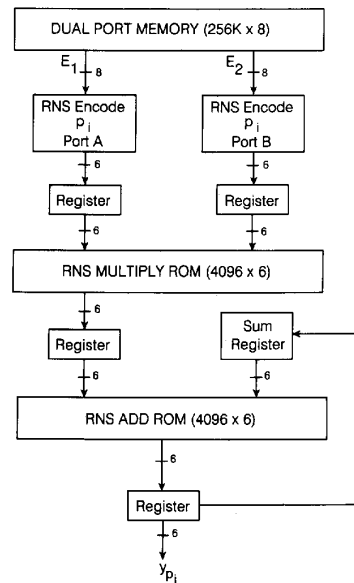 DUAL PORT MEMORY (256K x 8)
E1 8 E2 8
RNS Encode
pi
Port A
RNS Encode
pi
Port B
6 6
Register Register
6 6
RNS MULTIPLY ROM (4096 x 6)
6
Register
Sum
Register
6 6
RNS ADD ROM (4096 x 6)
6
Register
6
ypi